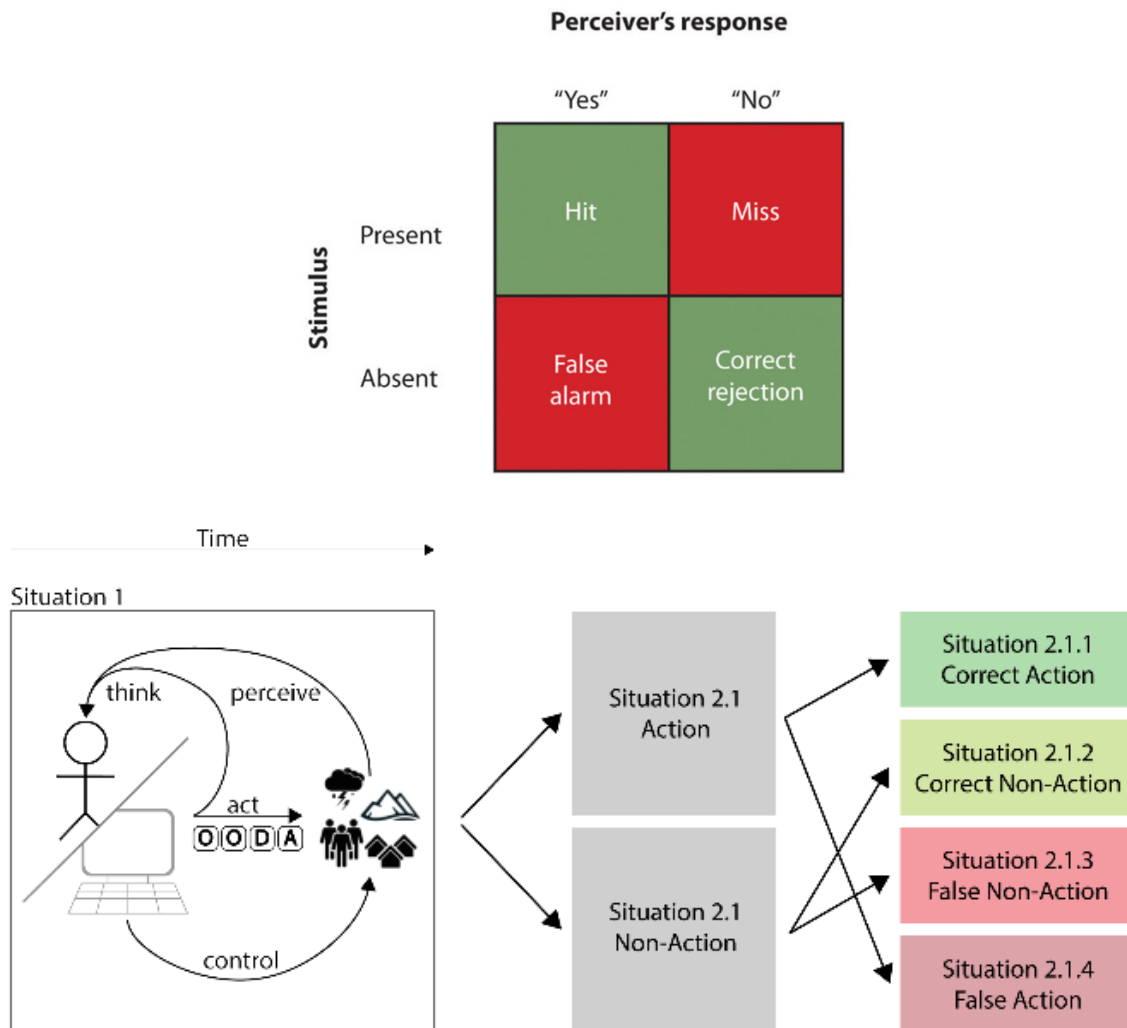 Perceiver's response
"Yes"
"No"
Stimulus
Present
Hit
Miss
Absent
False
alarm
Correct
rejection
Time
Situation 1
think
perceive
act
O O D A
control
Situation 2.1
Action
Situation 2.1
Non-Action
Situation 2.1.1
Correct Action
Situation 2.1.2
Correct Non-Action
Situation 2.1.3
False Non-Action
Situation 2.1.4
False Action